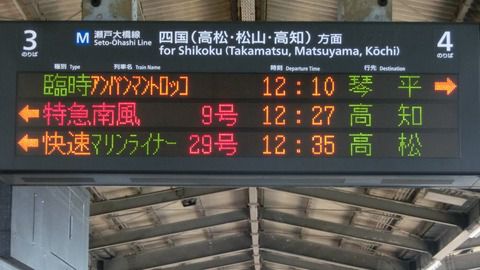 3 のりば
M 瀬戸大橋線 Seto-Ohashi Line
四国(高松・松山・高知)方面
for Shikoku (Takamatsu, Matsuyama, Kōchi)
4 のりば
種別 Type 列車名 Train Name 時刻 Departure Time 行先 Destination
臨時 アンパンマントロッコ 12:10 琴平 →
← 特急 南風 9号 12:27 高知
← 快速 マリンライナー 29号 12:35 高松